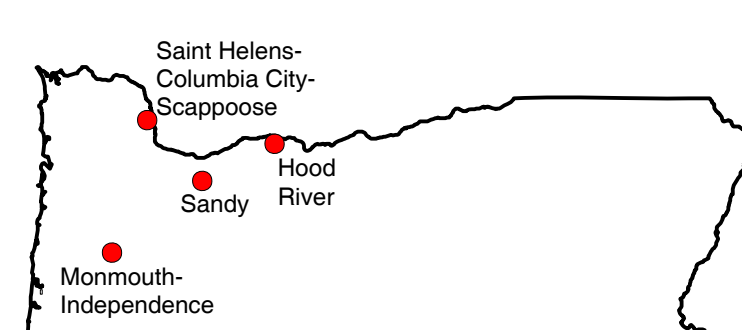 Saint Helens-
Columbia City-
Scappoose
Hood
River
Sandy
Monmouth-
Independence